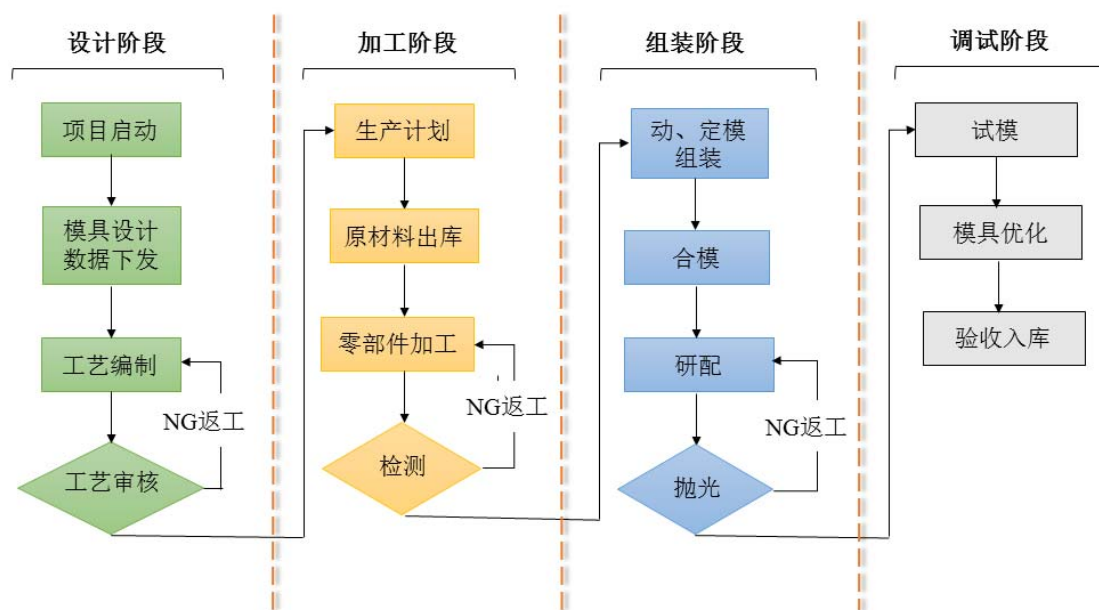 设计阶段
项目启动
模具设计
数据下发
工艺编制
NG返工
工艺审核
加工阶段
生产计划
原材料出库
零部件加工
NG返工
检测
组装阶段
动、定模
组装
合模
研配
NG返工
抛光
调试阶段
试模
模具优化
验收入库